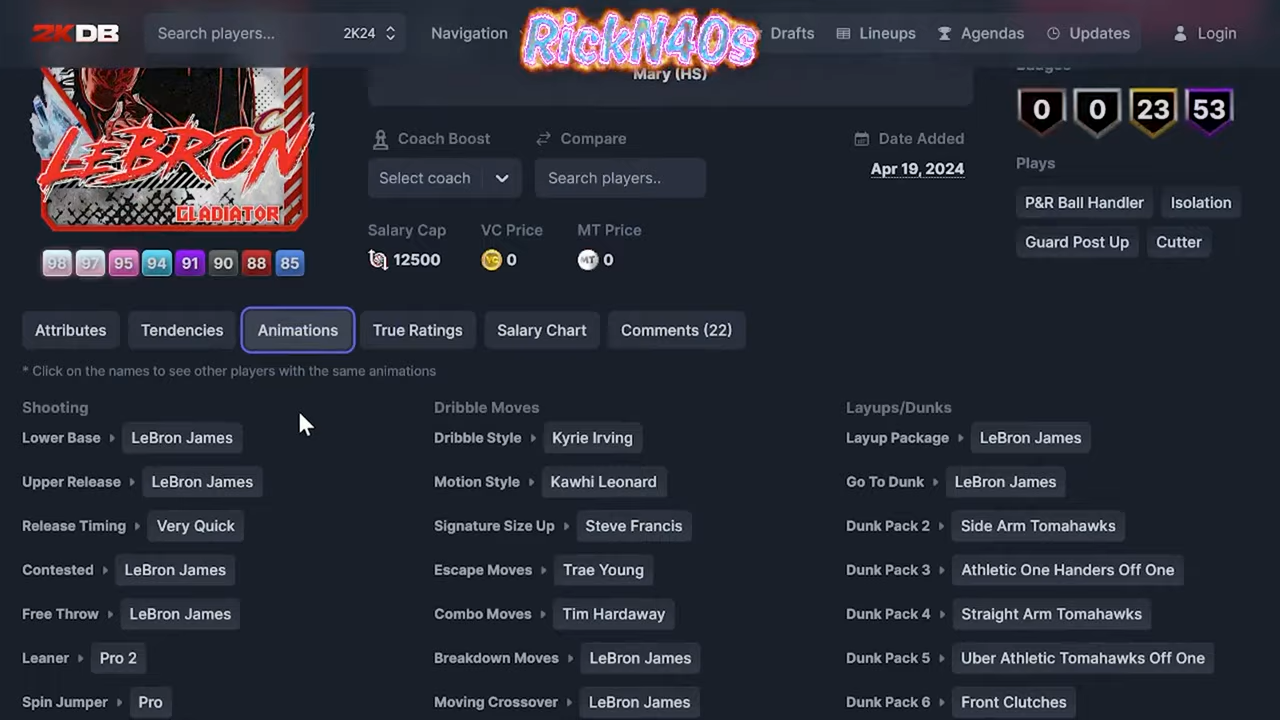 2KDB
Search players...
2K24
Navigation
RickN40s
Drafts
Lineups
Agendas
Updates
Login
Mary (HS)
Badges
0
0
23
53
LEBRON
GLADIATOR
Coach Boost
Compare
Date Added
Select coach
Search players..
Apr 19, 2024
Plays
P&R Ball Handler
Isolation
Guard Post Up
Cutter
Salary Cap
VC Price
MT Price
12500
VC
0
MT
0
98
97
95
94
91
90
88
85
Attributes
Tendencies
Animations
True Ratings
Salary Chart
Comments (22)
* Click on the names to see other players with the same animations
Shooting
Lower Base
LeBron James
Upper Release
LeBron James
Release Timing
Very Quick
Contested
LeBron James
Free Throw
LeBron James
Leaner
Pro 2
Spin Jumper
Pro
Dribble Moves
Dribble Style
Kyrie Irving
Motion Style
Kawhi Leonard
Signature Size Up
Steve Francis
Escape Moves
Trae Young
Combo Moves
Tim Hardaway
Breakdown Moves
LeBron James
Moving Crossover
LeBron James
Layups/Dunks
Layup Package
LeBron James
Go To Dunk
LeBron James
Dunk Pack 2
Side Arm Tomahawks
Dunk Pack 3
Athletic One Handers Off One
Dunk Pack 4
Straight Arm Tomahawks
Dunk Pack 5
Uber Athletic Tomahawks Off One
Dunk Pack 6
Front Clutches